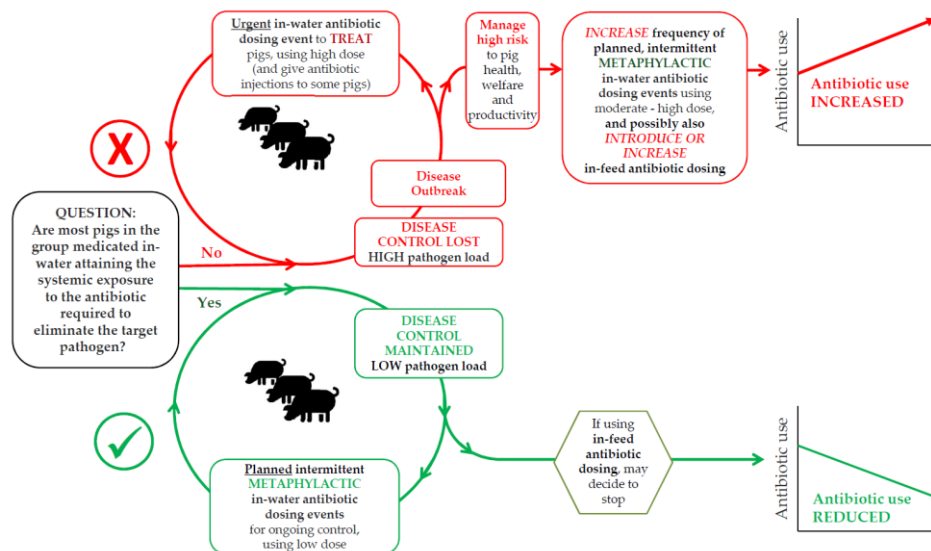 Urgent in-water antibiotic
dosing event to TREAT
pigs, using high dose
(and give antibiotic
injections to some pigs)
Manage
high risk
to pig
health,
welfare
and
productivity
INCREASE frequency of
planned, intermittent
METAPHYLACTIC
in-water antibiotic
dosing events using
moderate - high dose,
and possibly also
INTRODUCE OR
INCREASE
in-feed antibiotic dosing
Antibiotic use
Antibiotic use
INCREASED
X
Disease
Outbreak
DISEASE
CONTROL LOST
HIGH pathogen load
QUESTION:
Are most pigs in the
group medicated in-
water attaining the
systemic exposure
to the antibiotic
required to
eliminate the target
pathogen?
No
Yes
DISEASE
CONTROL
MAINTAINED
LOW pathogen load
Planned intermittent
METAPHYLACTIC
in-water antibiotic
dosing events
for ongoing control,
using low dose
If using
in-feed
antibiotic
dosing, may
decide to
stop
Antibiotic use
Antibiotic use
REDUCED